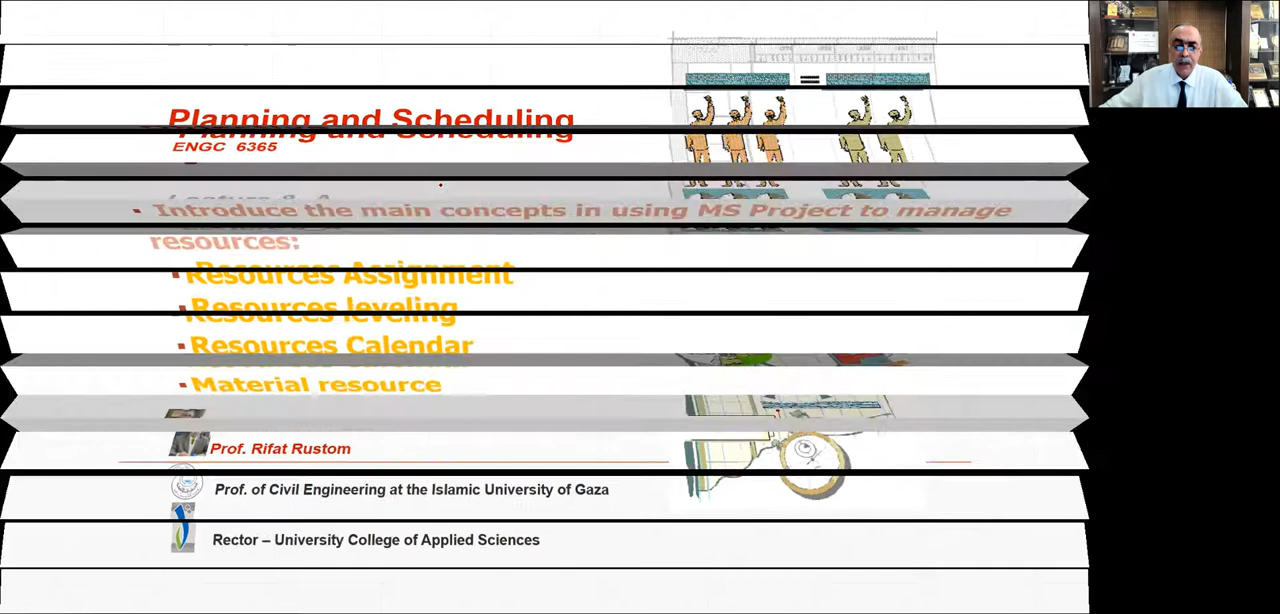 Planning and Scheduling
ENGC 6365
Introduce the main concepts in using MS Project to manage
resources:
Resources Assignment
Resources leveling
Resources Calendar
Material resource
Prof. Rifat Rustom
Prof. of Civil Engineering at the Islamic University of Gaza
Rector – University College of Applied Sciences